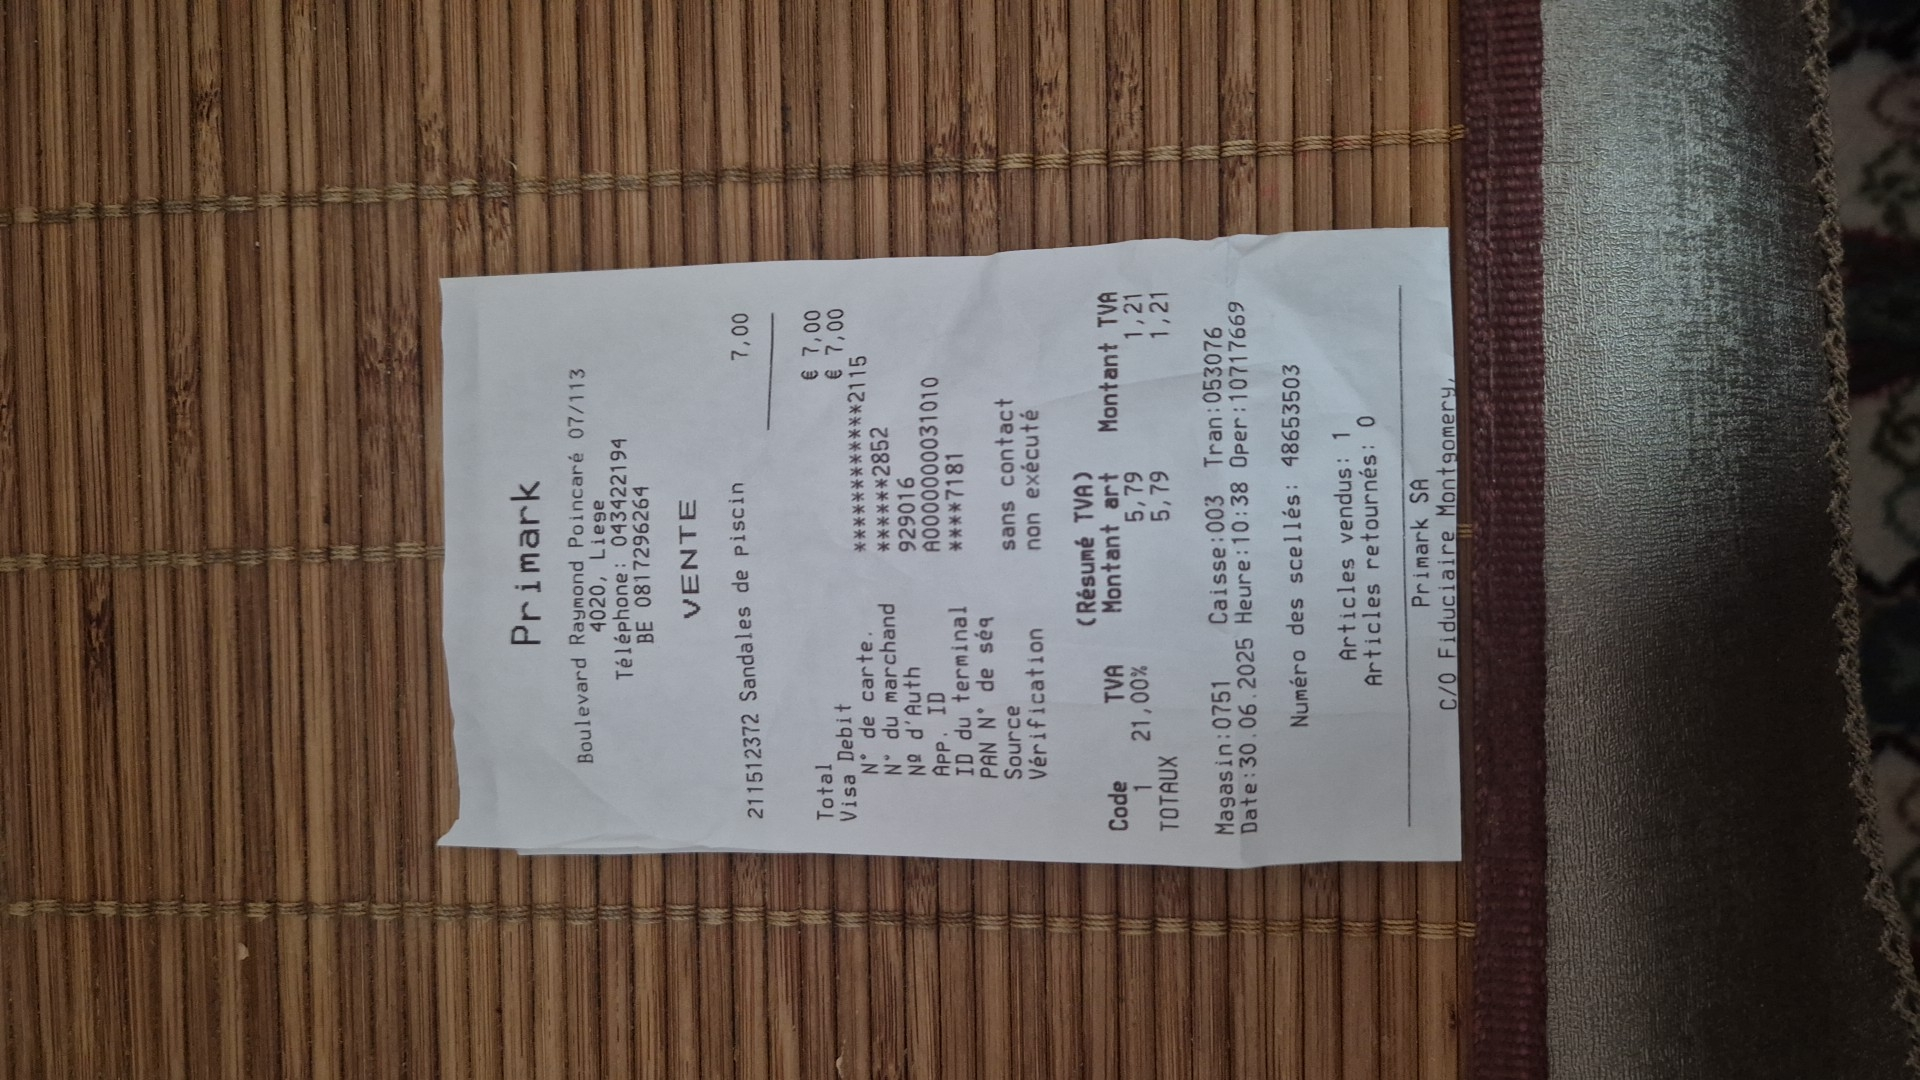 Primark
Boulevard Raymond Poincaré 07/113
4020, Liege
Téléphone: 043422194
BE 0817296264
VENTE
211512372 Sandales de piscin 7,00
Total € 7,00
Visa Debit € 7,00
N° de carte. ************2115
N° du marchand ******2852
Nº d'Auth 929016
App. ID A0000000031010
ID du terminal ****7181
PAN N° de séq
Source sans contact
Vérification non exécuté
(Résumé TVA)
Code TVA Montant art Montant TVA
1 21,00% 5,79 1,21
TOTAUX 5,79 1,21
Magasin:0751 Caisse:003 Tran:053076
Date:30.06.2025 Heure:10:38 Oper:10717669
Numéro des scellés: 48653503
Articles vendus: 1
Articles retournés: 0
Primark SA
C/O Fiduciaire Montgomery,